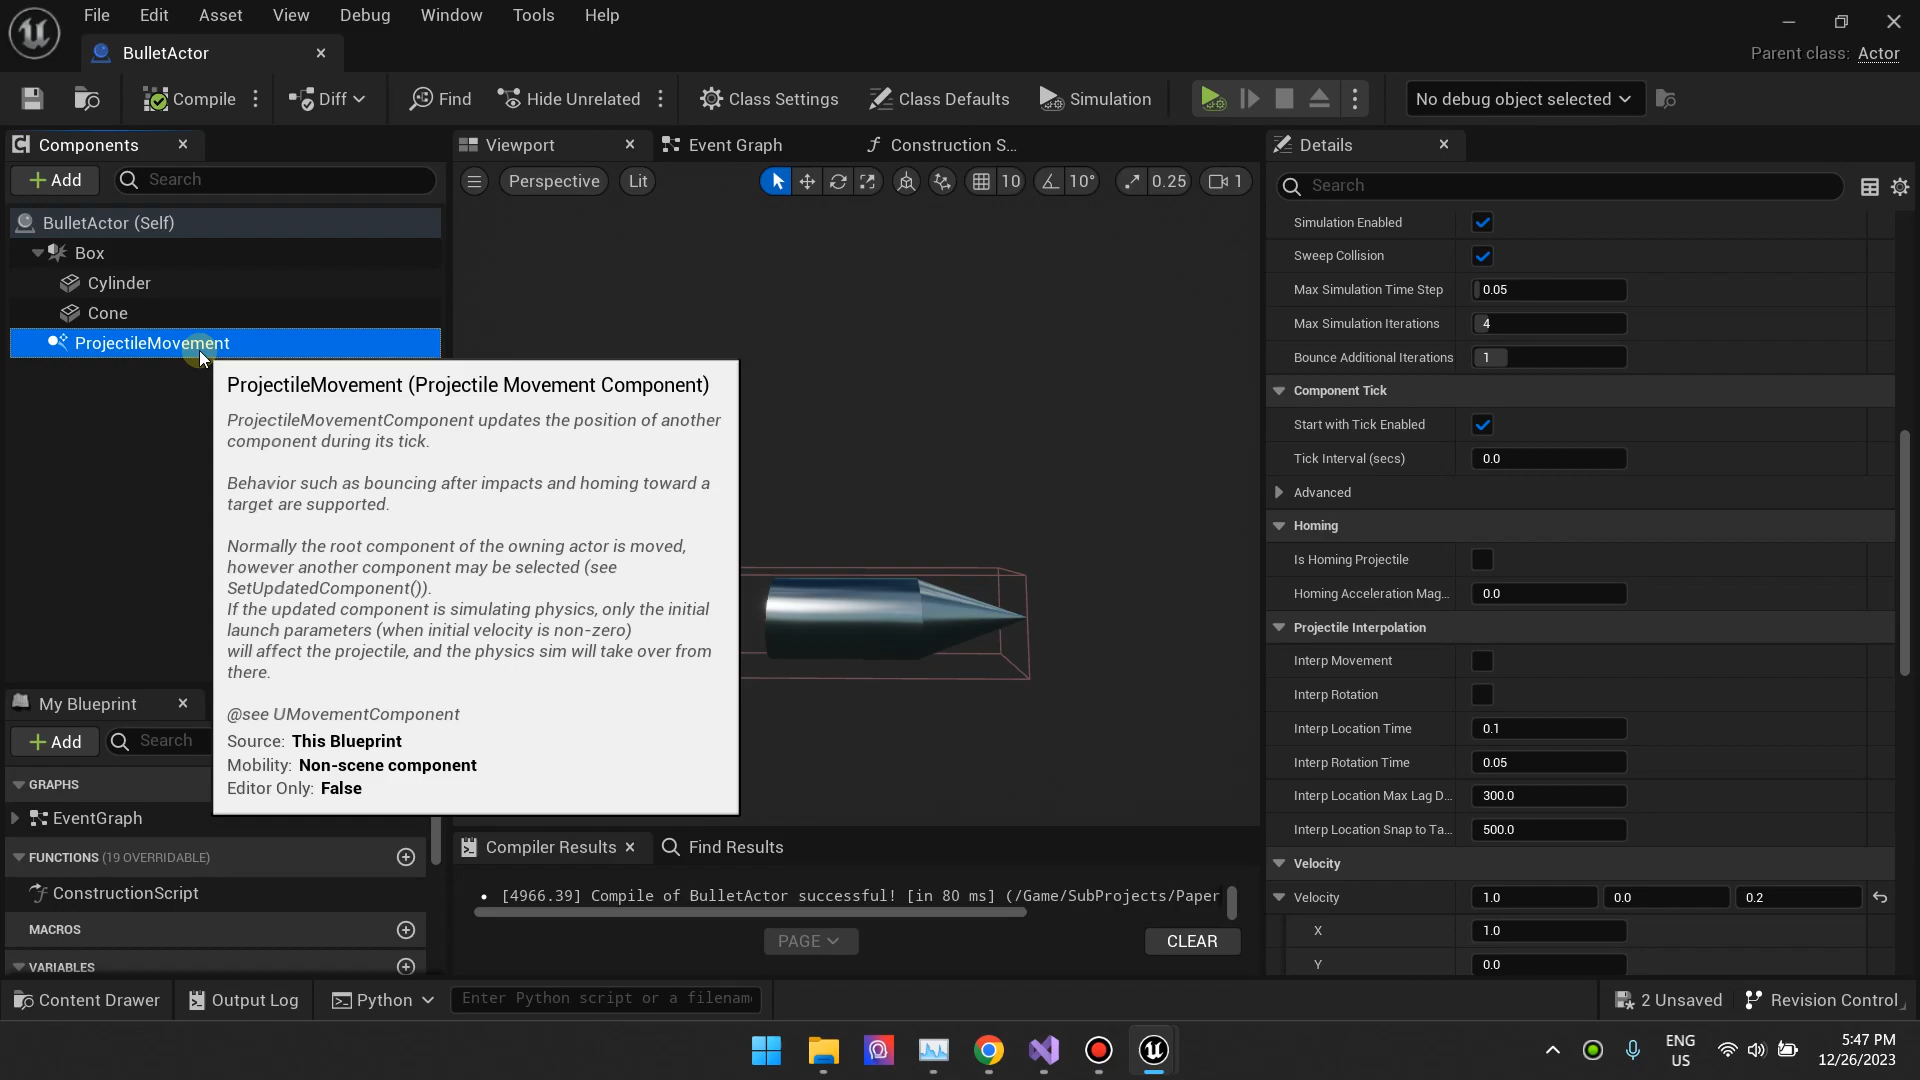 File Edit Asset View Debug Window Tools Help
BulletActor
Parent class: Actor
Compile Diff Find Hide Unrelated Class Settings Class Defaults Simulation No debug object selected
Components
Add Search
BulletActor (Self)
Box
Cylinder
Cone
ProjectileMovement
ProjectileMovement (Projectile Movement Component)
ProjectileMovementComponent updates the position of another
component during its tick.
Behavior such as bouncing after impacts and homing toward a
target are supported.
Normally the root component of the owning actor is moved,
however another component may be selected (see
SetUpdatedComponent()).
If the updated component is simulating physics, only the initial
launch parameters (when initial velocity is non-zero)
will affect the projectile, and the physics sim will take over from
there.
@see UMovementComponent
Source: This Blueprint
Mobility: Non-scene component
Editor Only: False
My Blueprint
Add Search
GRAPHS
EventGraph
FUNCTIONS (19 OVERRIDABLE)
ConstructionScript
MACROS
VARIABLES
Viewport Event Graph Construction S...
Perspective Lit 10 10° 0.25 1
Compiler Results Find Results
[4966.39] Compile of BulletActor successful! [in 80 ms] (/Game/SubProjects/Paper
PAGE CLEAR
Details
Search
Simulation Enabled
Sweep Collision
Max Simulation Time Step 0.05
Max Simulation Iterations 4
Bounce Additional Iterations 1
Component Tick
Start with Tick Enabled
Tick Interval (secs) 0.0
Advanced
Homing
Is Homing Projectile
Homing Acceleration Mag... 0.0
Projectile Interpolation
Interp Movement
Interp Rotation
Interp Location Time 0.1
Interp Rotation Time 0.05
Interp Location Max Lag D... 300.0
Interp Location Snap to Ta... 500.0
Velocity
Velocity 1.0 0.0 0.2
X 1.0
Y 0.0
Content Drawer Output Log Python Enter Python script or a filenam 2 Unsaved Revision Control
ENG
US
5:47 PM
12/26/2023